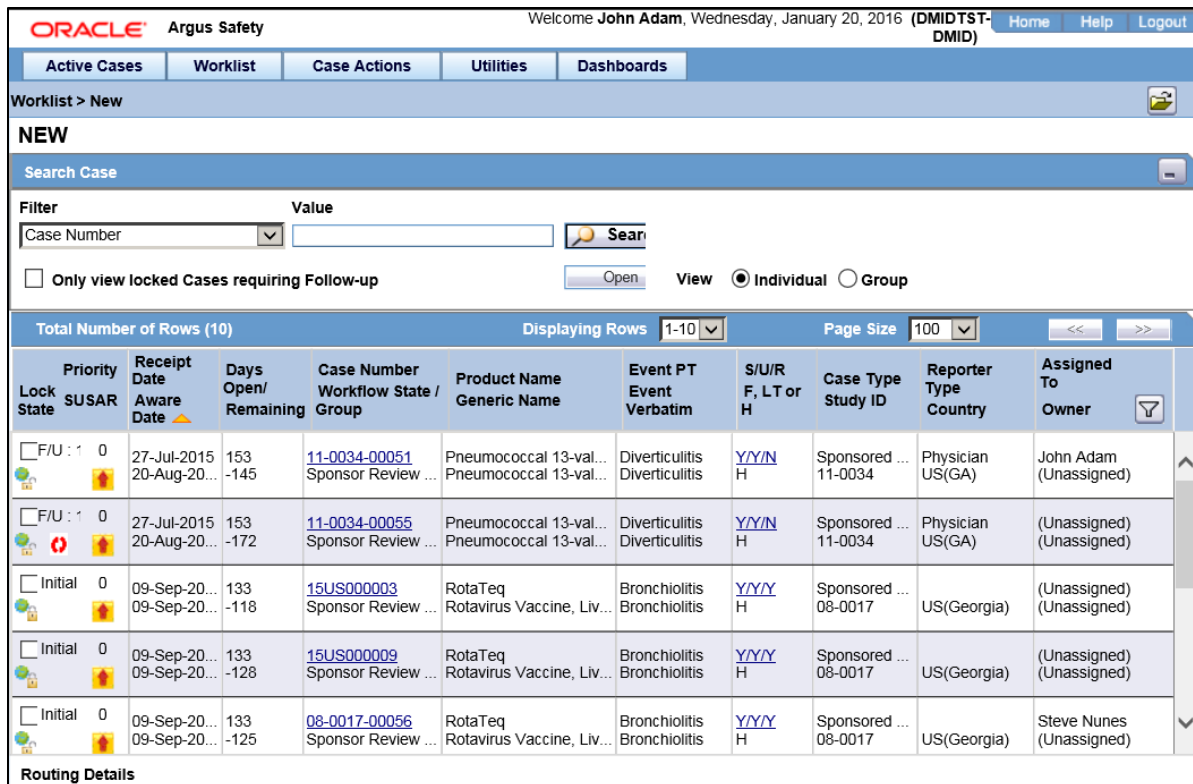 ORACLE® Argus Safety Welcome John Adam, Wednesday, January 20, 2016 (DMIDTST-DMID) Home Help Logout
Active Cases Worklist Case Actions Utilities Dashboards
Worklist > New
NEW
Search Case
Filter Value
Case Number Sear
Only view locked Cases requiring Follow-up Open View Individual Group
Total Number of Rows (10) Displaying Rows 1-10 Page Size 100 << >>
Lock State Priority SUSAR Receipt Date Aware Date Days Open/ Remaining Case Number Workflow State / Group Product Name Generic Name Event PT Event Verbatim S/U/R F, LT or H Case Type Study ID Reporter Type Country Assigned To Owner
F/U : 1 0 27-Jul-2015 153 11-0034-00051 Pneumococcal 13-val... Diverticulitis Y/Y/N Sponsored ... Physician John Adam
20-Aug-20... -145 Sponsor Review ... Pneumococcal 13-val... Diverticulitis H 11-0034 US(GA) (Unassigned)
F/U : 1 0 27-Jul-2015 153 11-0034-00055 Pneumococcal 13-val... Diverticulitis Y/Y/N Sponsored ... Physician (Unassigned)
20-Aug-20... -172 Sponsor Review ... Pneumococcal 13-val... Diverticulitis H 11-0034 US(GA) (Unassigned)
Initial 0 09-Sep-20... 133 15US000003 RotaTeq Bronchiolitis Y/Y/Y Sponsored ... (Unassigned)
09-Sep-20... -118 Sponsor Review ... Rotavirus Vaccine, Liv... Bronchiolitis H 08-0017 US(Georgia) (Unassigned)
Initial 0 09-Sep-20... 133 15US000009 RotaTeq Bronchiolitis Y/Y/Y Sponsored ... (Unassigned)
09-Sep-20... -128 Sponsor Review ... Rotavirus Vaccine, Liv... Bronchiolitis H 08-0017 US(Georgia) (Unassigned)
Initial 0 09-Sep-20... 133 08-0017-00056 RotaTeq Bronchiolitis Y/Y/Y Sponsored ... Steve Nunes
09-Sep-20... -125 Sponsor Review ... Rotavirus Vaccine, Liv... Bronchiolitis H 08-0017 US(Georgia) (Unassigned)
Routing Details